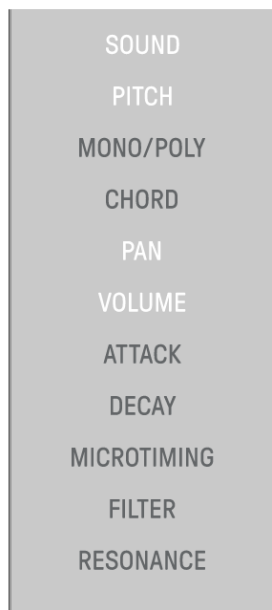 SOUND
PITCH
MONO/POLY
CHORD
PAN
VOLUME
ATTACK
DECAY
MICROTIMING
FILTER
RESONANCE